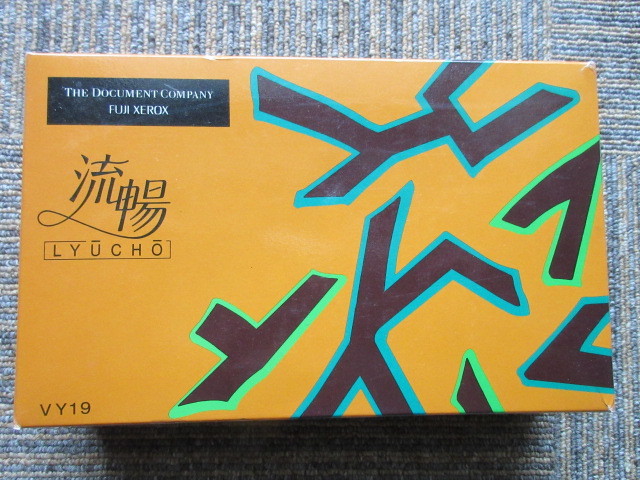 THE DOCUMENT COMPANY
FUJI XEROX
流暢
LYŪCHŌ
VY19